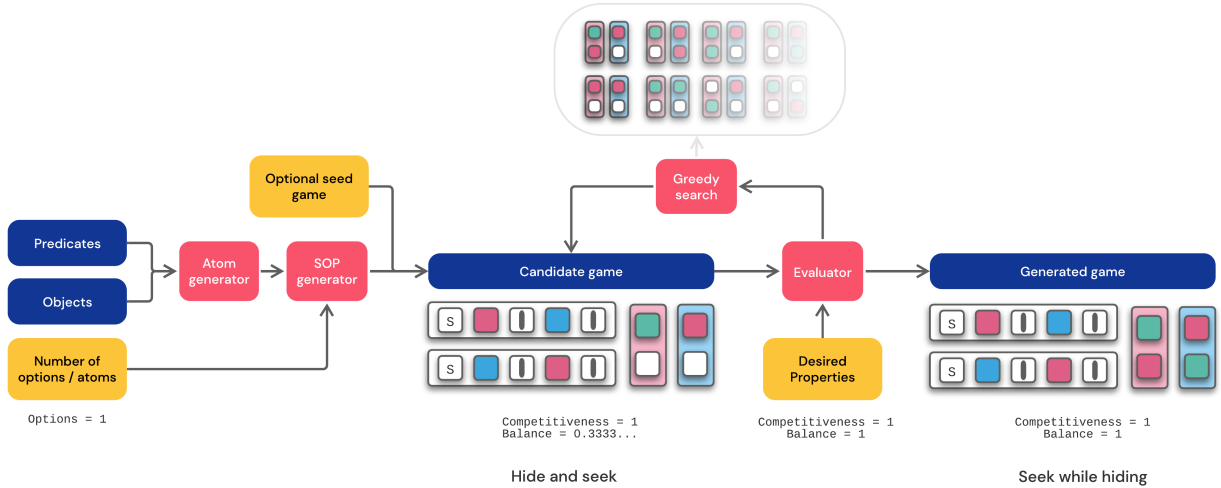 Greedy
search
Optional seed
game
Predicates
Objects
Atom
generator
SOP
generator
Candidate game
Evaluator
Generated game
S
S
S
S
Number of
options / atoms
Desired
Properties
Options = 1
Competitiveness = 1
Balance = 0.3333...
Competitiveness = 1
Balance = 1
Competitiveness = 1
Balance = 1
Hide and seek
Seek while hiding